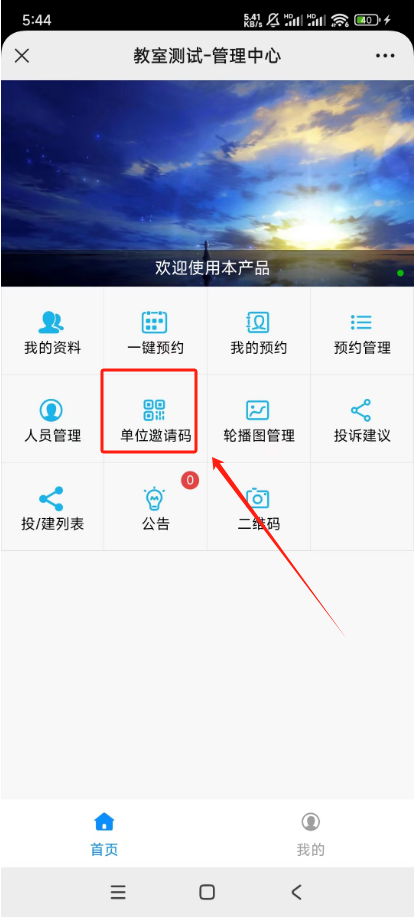 5:44
5.41 KB/s HD HD 6 40
教室测试-管理中心
欢迎使用本产品
我的资料 一键预约 我的预约 预约管理
人员管理 单位邀请码 轮播图管理 投诉建议
0
投/建列表 公告 二维码
首页 我的